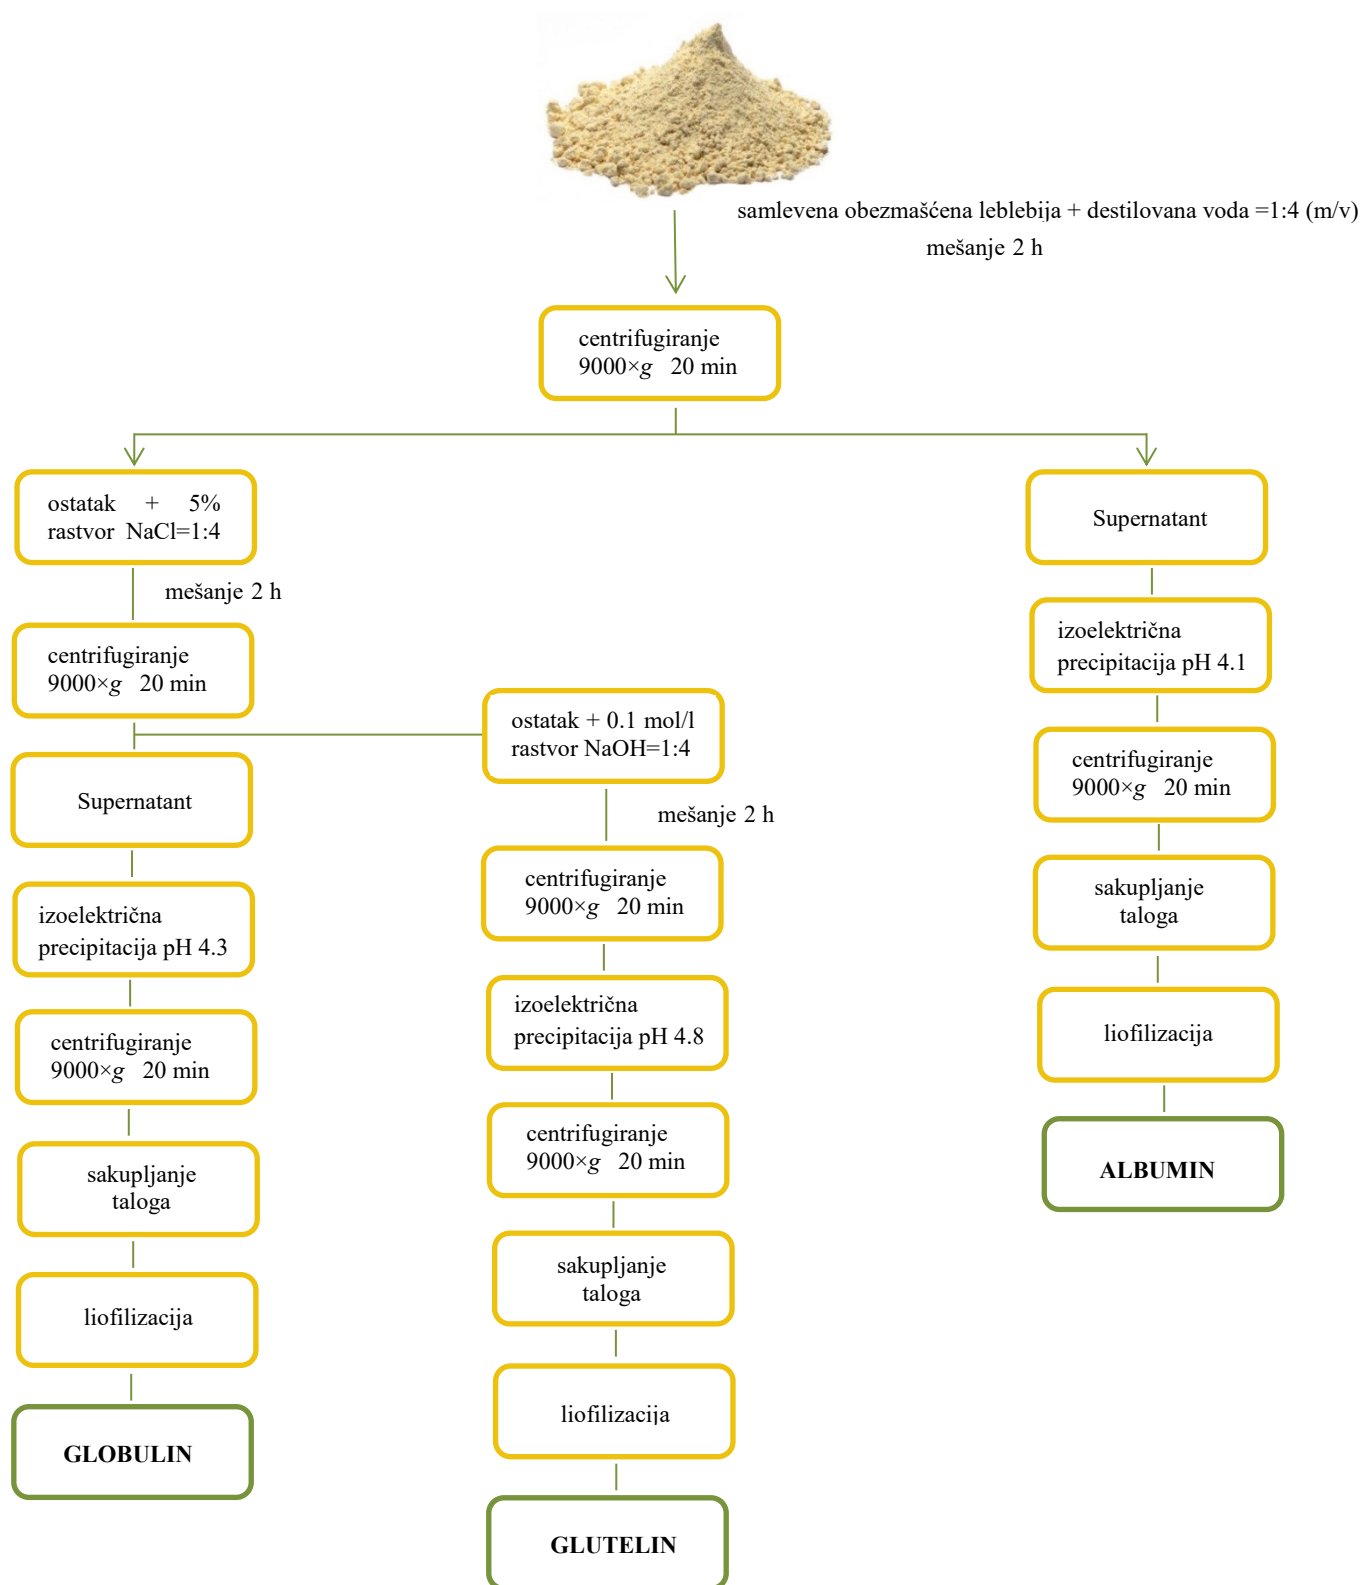 samlevena obezmašćena leblebija + destilovana voda =1:4 (m/v)
mešanje 2 h
centrifugiranje
9000×g 20 min
ostatak + 5%
rastvor NaCl=1:4
mešanje 2 h
centrifugiranje
9000×g 20 min
Supernatant
izoelektrična
precipitacija pH 4.3
centrifugiranje
9000×g 20 min
sakupljanje
taloga
liofilizacija
GLOBULIN
ostatak + 0.1 mol/l
rastvor NaOH=1:4
mešanje 2 h
centrifugiranje
9000×g 20 min
izoelektrična
precipitacija pH 4.8
centrifugiranje
9000×g 20 min
sakupljanje
taloga
liofilizacija
GLUTELIN
Supernatant
izoelektrična
precipitacija pH 4.1
centrifugiranje
9000×g 20 min
sakupljanje
taloga
liofilizacija
ALBUMIN